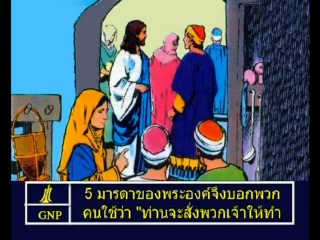 5 มารดาของพระองค์จึงบอกพวก
คนใช้ว่า "ท่านจะสั่งพวกเจ้าให้ทำ
GNP